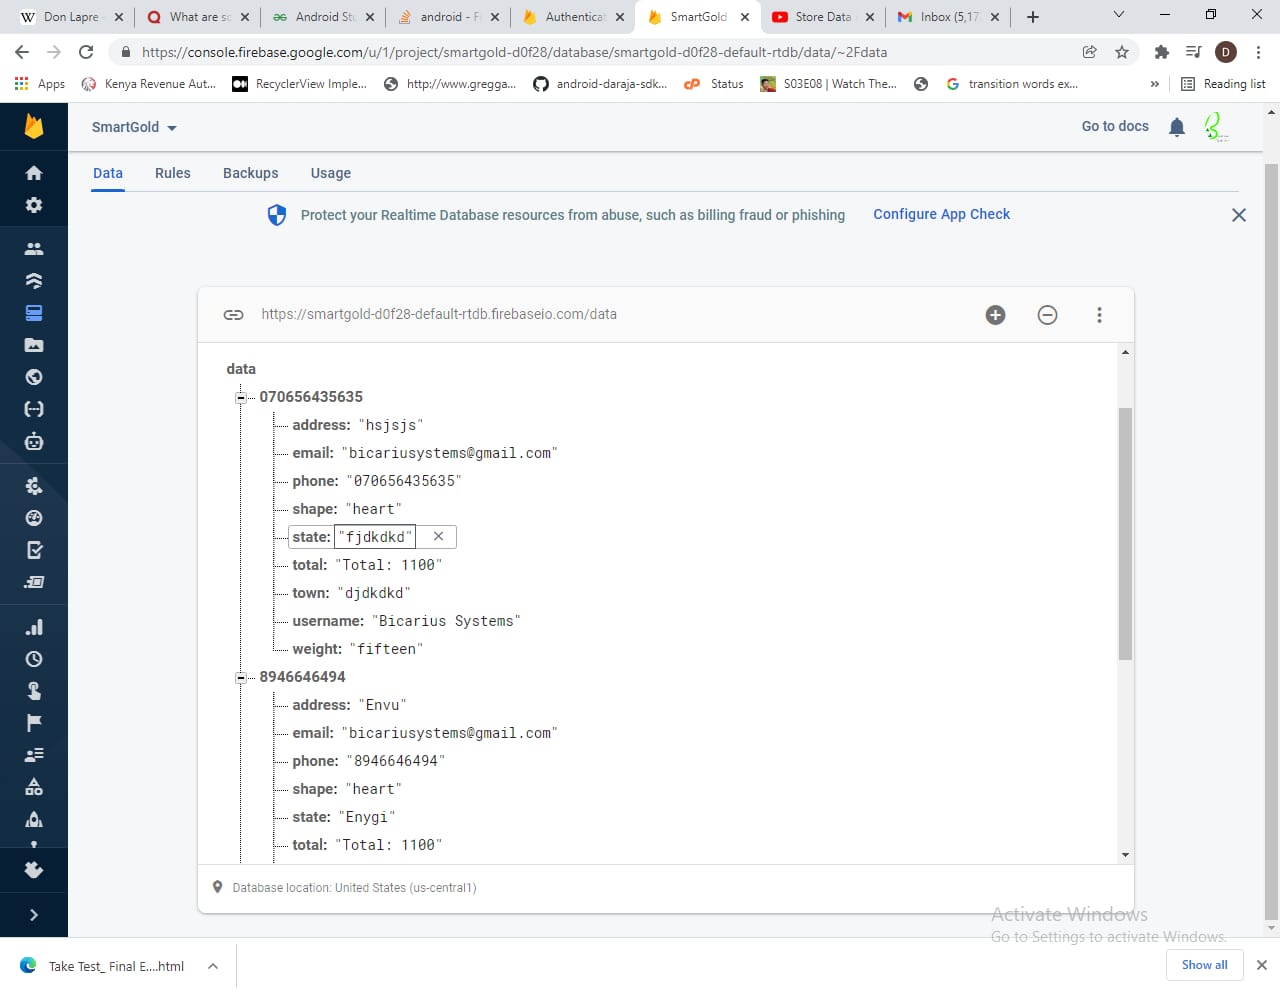 Don Lapre
What are sc
Android Stu
android - Fi
Authenticat
SmartGold
Store Data
Inbox (5,17
https://console.firebase.google.com/u/1/project/smartgold-d0f28/database/smartgold-d0f28-default-rtdb/data/~2Fdata
D
Apps
Kenya Revenue Aut...
RecyclerView Imple...
http://www.gregga...
android-daraja-sdk...
Status
S03E08 | Watch The...
transition words ex...
»
Reading list
SmartGold
Go to docs
Data
Rules
Backups
Usage
Protect your Realtime Database resources from abuse, such as billing fraud or phishing
Configure App Check
https://smartgold-d0f28-default-rtdb.firebaseio.com/data
data
070656435635
address: "hsjsjs"
email: "bicariusystems@gmail.com"
phone: "070656435635"
shape: "heart"
state: "fjdkdkd"
total: "Total: 1100"
town: "djdkdkd"
username: "Bicarius Systems"
weight: "fifteen"
8946646494
address: "Envu"
email: "bicariusystems@gmail.com"
phone: "8946646494"
shape: "heart"
state: "Enygi"
total: "Total: 1100"
Database location: United States (us-central1)
Activate Windows
Go to Settings to activate Windows.
Take Test_ Final E....html
Show all